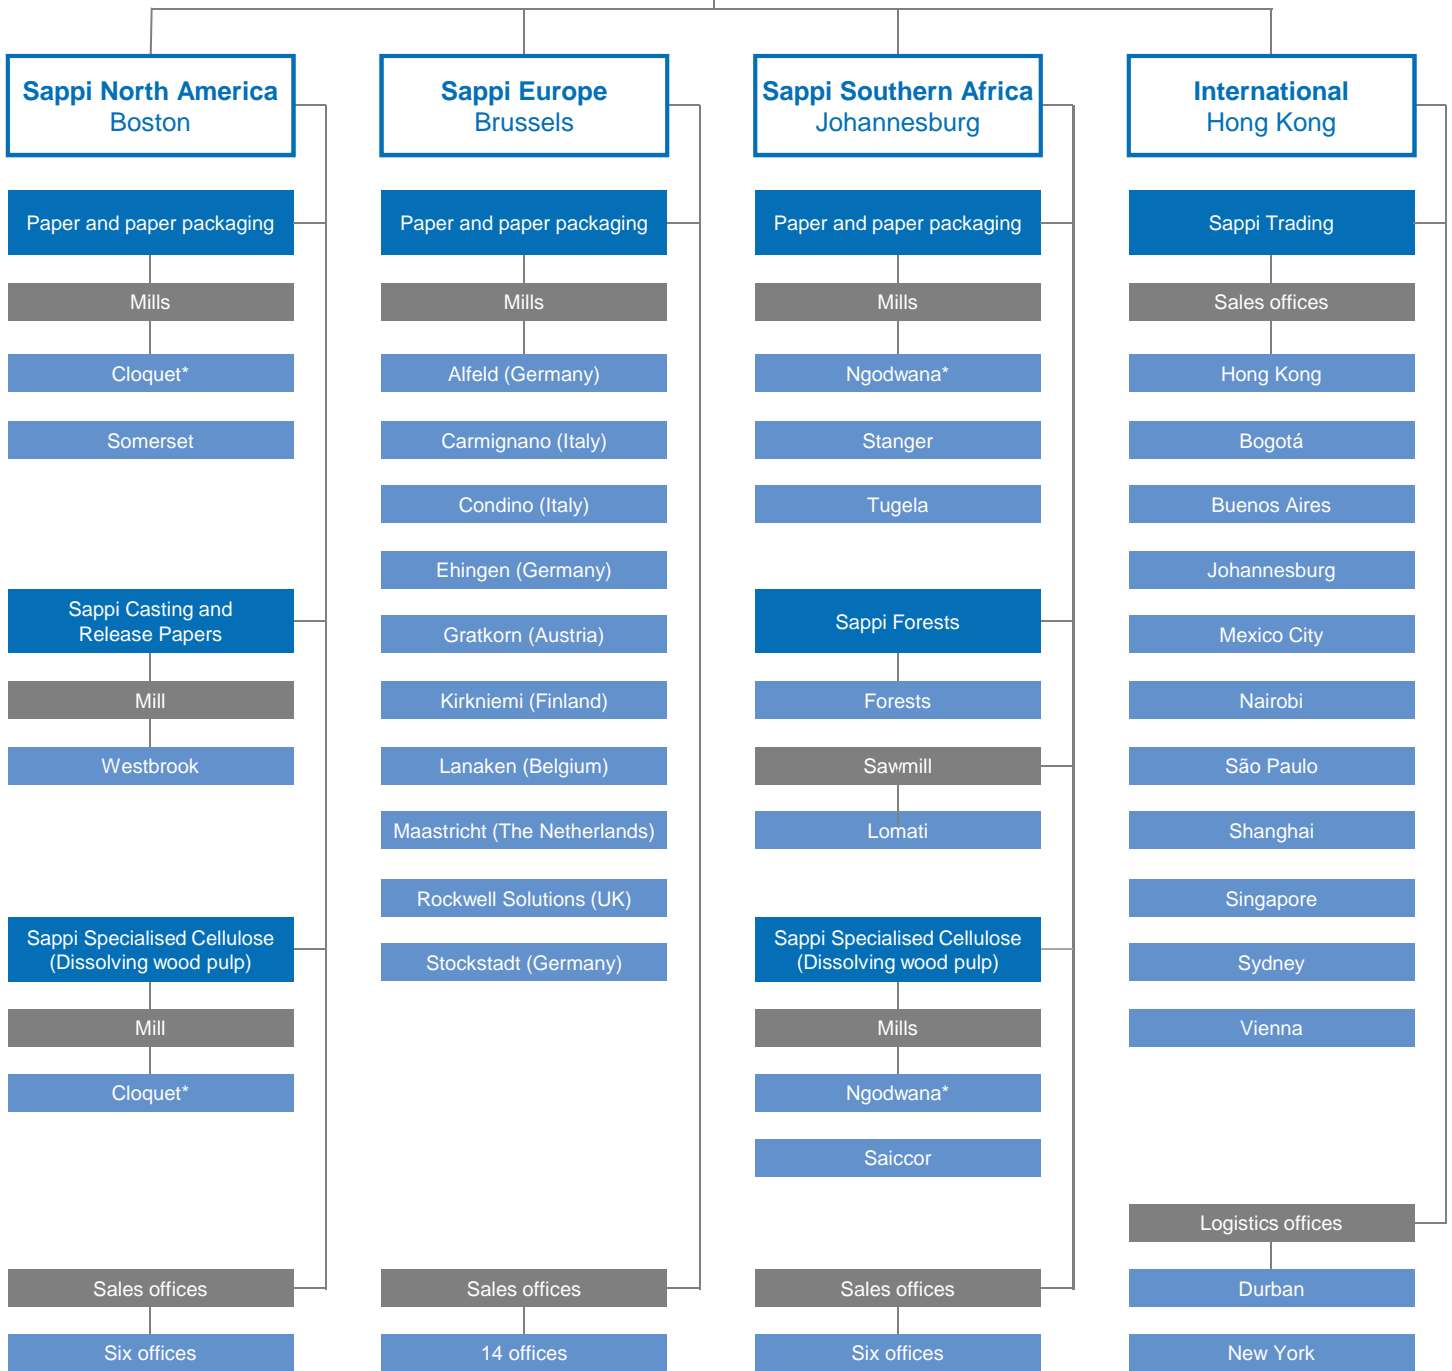 Sappi North America
Boston
Paper and paper packaging
Mills
Cloquet*
Somerset
Sappi Casting and
Release Papers
Mill
Westbrook
Sappi Specialised Cellulose
(Dissolving wood pulp)
Mill
Cloquet*
Sales offices
Six offices
Sappi Europe
Brussels
Paper and paper packaging
Mills
Alfeld (Germany)
Carmignano (Italy)
Condino (Italy)
Ehingen (Germany)
Gratkorn (Austria)
Kirkniemi (Finland)
Lanaken (Belgium)
Maastricht (The Netherlands)
Rockwell Solutions (UK)
Stockstadt (Germany)
Sales offices
14 offices
Sappi Southern Africa
Johannesburg
Paper and paper packaging
Mills
Ngodwana*
Stanger
Tugela
Sappi Forests
Forests
Sawmill
Lomati
Sappi Specialised Cellulose
(Dissolving wood pulp)
Mills
Ngodwana*
Saiccor
Sales offices
Six offices
International
Hong Kong
Sappi Trading
Sales offices
Hong Kong
Bogotá
Buenos Aires
Johannesburg
Mexico City
Nairobi
São Paulo
Shanghai
Singapore
Sydney
Vienna
Logistics offices
Durban
New York